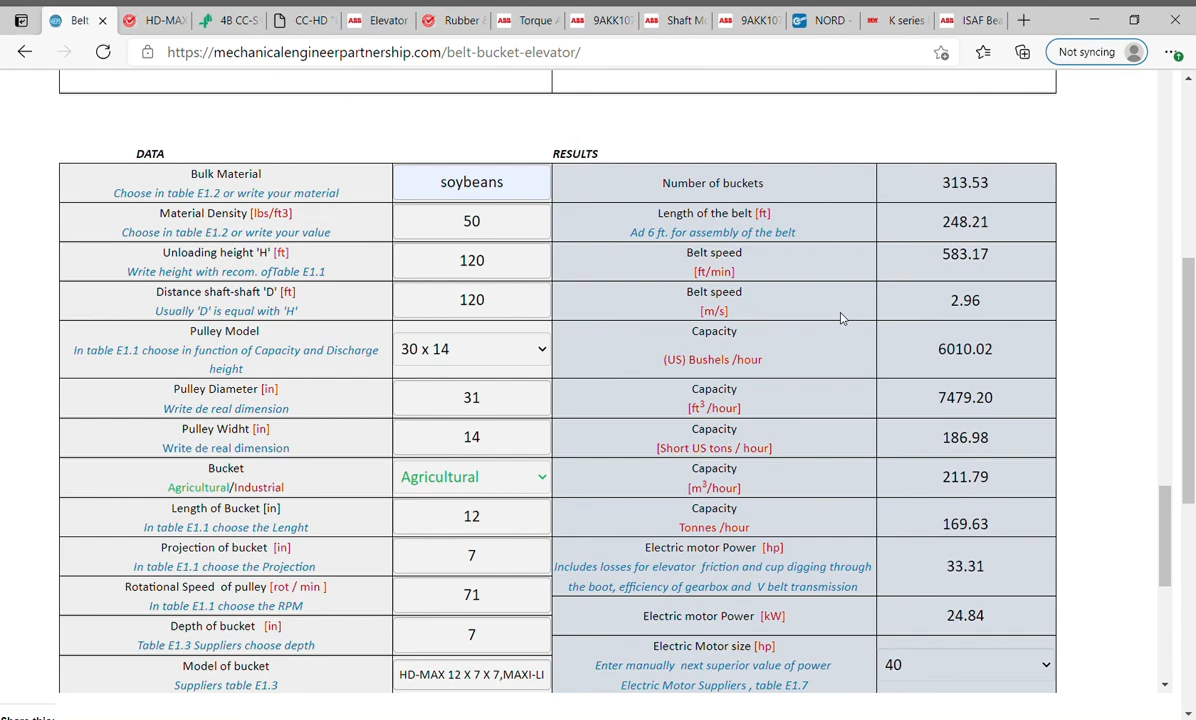 Belt
HD-MAX
4B CC-S
CC-HD
ABB Elevator
Rubber
ABB Torque
ABB 9AKK107
ABB Shaft M
ABB 9AKK107
NORD -
K series
ABB ISAF Bea
https://mechanicalengineerpartnership.com/belt-bucket-elevator/
Not syncing
DATA
RESULTS
Bulk Material
Choose in table E1.2 or write your material
soybeans
Number of buckets
313.53
Material Density [lbs/ft3]
Choose in table E1.2 or write your value
50
Length of the belt [ft]
Ad 6 ft. for assembly of the belt
248.21
Unloading height 'H' [ft]
Write height with recom. ofTable E1.1
120
Belt speed
[ft/min]
583.17
Distance shaft-shaft 'D' [ft]
Usually 'D' is equal with 'H'
120
Belt speed
[m/s]
2.96
Pulley Model
In table E1.1 choose in function of Capacity and Discharge
height
30 x 14
Capacity
(US) Bushels /hour
6010.02
Pulley Diameter [in]
Write de real dimension
31
Capacity
[ft3 /hour]
7479.20
Pulley Widht [in]
Write de real dimension
14
Capacity
[Short US tons / hour]
186.98
Bucket
Agricultural/Industrial
Agricultural
Capacity
[m3/hour]
211.79
Length of Bucket [in]
In table E1.1 choose the Lenght
12
Capacity
Tonnes /hour
169.63
Projection of bucket [in]
In table E1.1 choose the Projection
7
Electric motor Power [hp]
Includes losses for elevator friction and cup digging through
the boot, efficiency of gearbox and V belt transmission
33.31
Rotational Speed of pulley [rot / min ]
In table E1.1 choose the RPM
71
Electric motor Power [kW]
24.84
Depth of bucket [in]
Table E1.3 Suppliers choose depth
7
Electric Motor size [hp]
Enter manually next superior value of power
Electric Motor Suppliers , table E1.7
40
Model of bucket
Suppliers table E1.3
HD-MAX 12 X 7 X 7,MAXI-LI